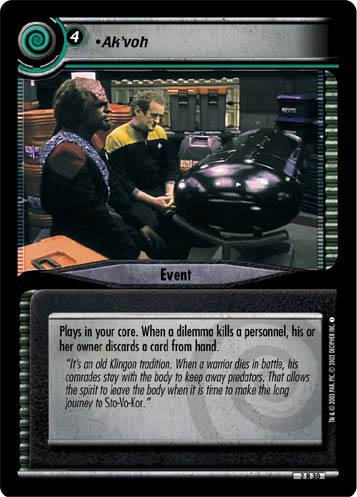 4
•Ak'voh
Event
Plays in your core. When a dilemma kills a personnel, his or
her owner discards a card from hand.
"It's an old Klingon tradition. When a warrior dies in battle, his
comrades stay with the body to keep away predators. That allows
the spirit to leave the body when it is time to make the long
journey to Sto-Vo-Kor."
TM & © 2003 PAR. PIC. © 2003 DECIPHER INC.
2 R 30